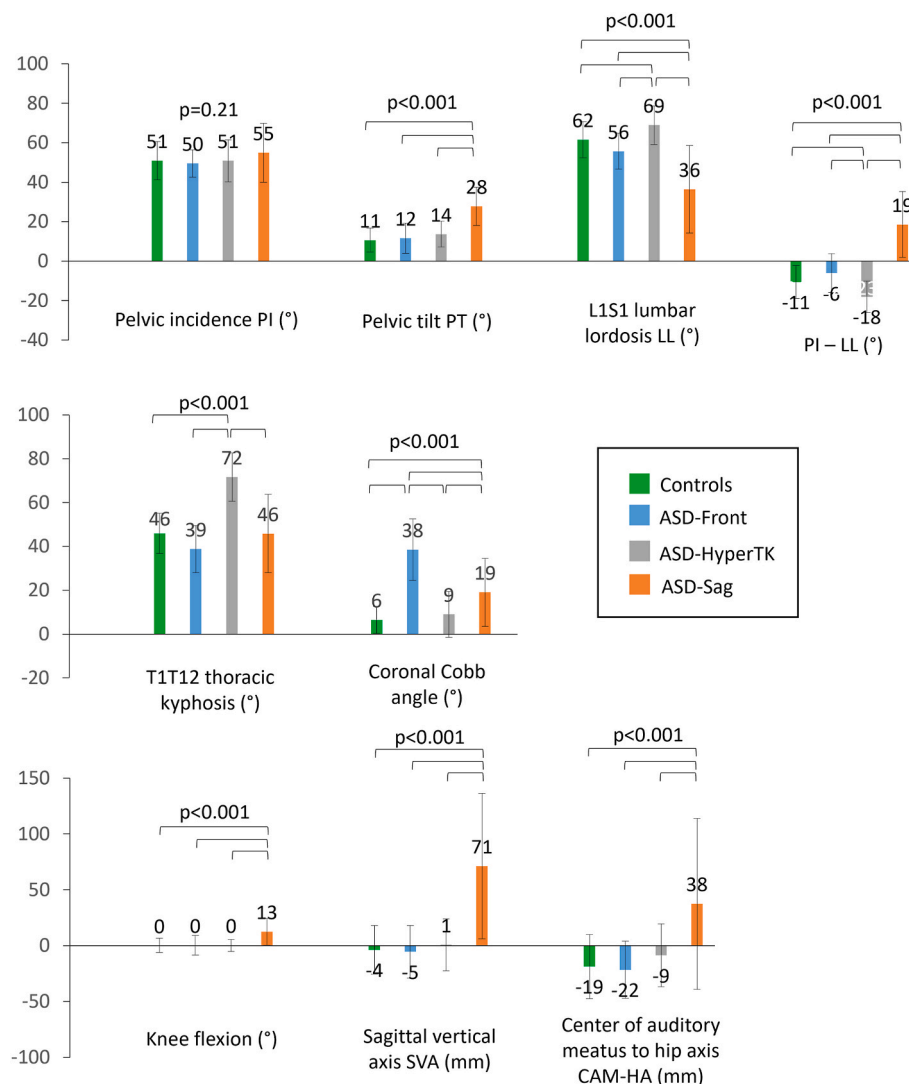 p<0.001
100
80
60
40
20
0
-20
-40
p=0.21
51
50
51
55
p<0.001
11
12
14
28
62
56
69
36
p<0.001
19
-11
-6
23
-18
Pelvic incidence PI (°)
Pelvic tilt PT (°)
L1S1 lumbar
lordosis LL (°)
PI – LL (°)
100
80
60
40
20
0
-20
p<0.001
46
39
72
46
p<0.001
6
38
9
19
T1T12 thoracic
kyphosis (°)
Coronal Cobb
angle (°)
Controls
ASD-Front
ASD-HyperTK
ASD-Sag
150
100
50
0
-50
-100
p<0.001
0
0
0
13
p<0.001
-4
-5
1
71
p<0.001
-19
-22
-9
38
Knee flexion (°)
Sagittal vertical
axis SVA (mm)
Center of auditory
meatus to hip axis
CAM-HA (mm)